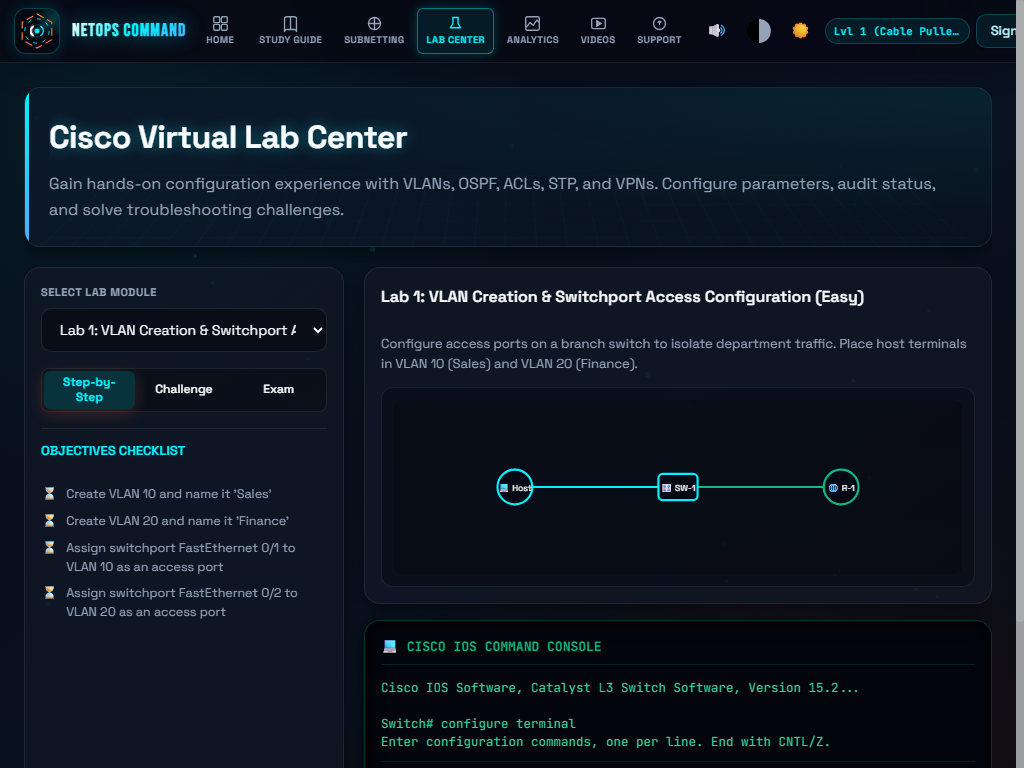 NETOPS COMMAND
HOME
STUDY GUIDE
SUBNETTING
LAB CENTER
ANALYTICS
VIDEOS
SUPPORT
Lvl 1 (Cable Pulle…
Sign
Cisco Virtual Lab Center
Gain hands-on configuration experience with VLANs, OSPF, ACLs, STP, and VPNs. Configure parameters, audit status,
and solve troubleshooting challenges.
SELECT LAB MODULE
Lab 1: VLAN Creation & Switchport A
Step-by-
Step
Challenge
Exam
OBJECTIVES CHECKLIST
Create VLAN 10 and name it 'Sales'
Create VLAN 20 and name it 'Finance'
Assign switchport FastEthernet 0/1 to
VLAN 10 as an access port
Assign switchport FastEthernet 0/2 to
VLAN 20 as an access port
Lab 1: VLAN Creation & Switchport Access Configuration (Easy)
Configure access ports on a branch switch to isolate department traffic. Place host terminals
in VLAN 10 (Sales) and VLAN 20 (Finance).
Host
SW-1
R-1
CISCO IOS COMMAND CONSOLE
Cisco IOS Software, Catalyst L3 Switch Software, Version 15.2...
Switch# configure terminal
Enter configuration commands, one per line. End with CNTL/Z.